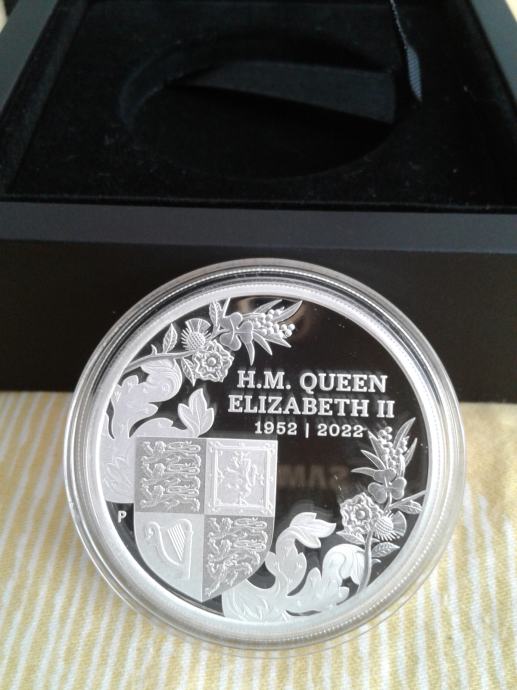 H.M. QUEEN
ELIZABETH II
1952 | 2022
P